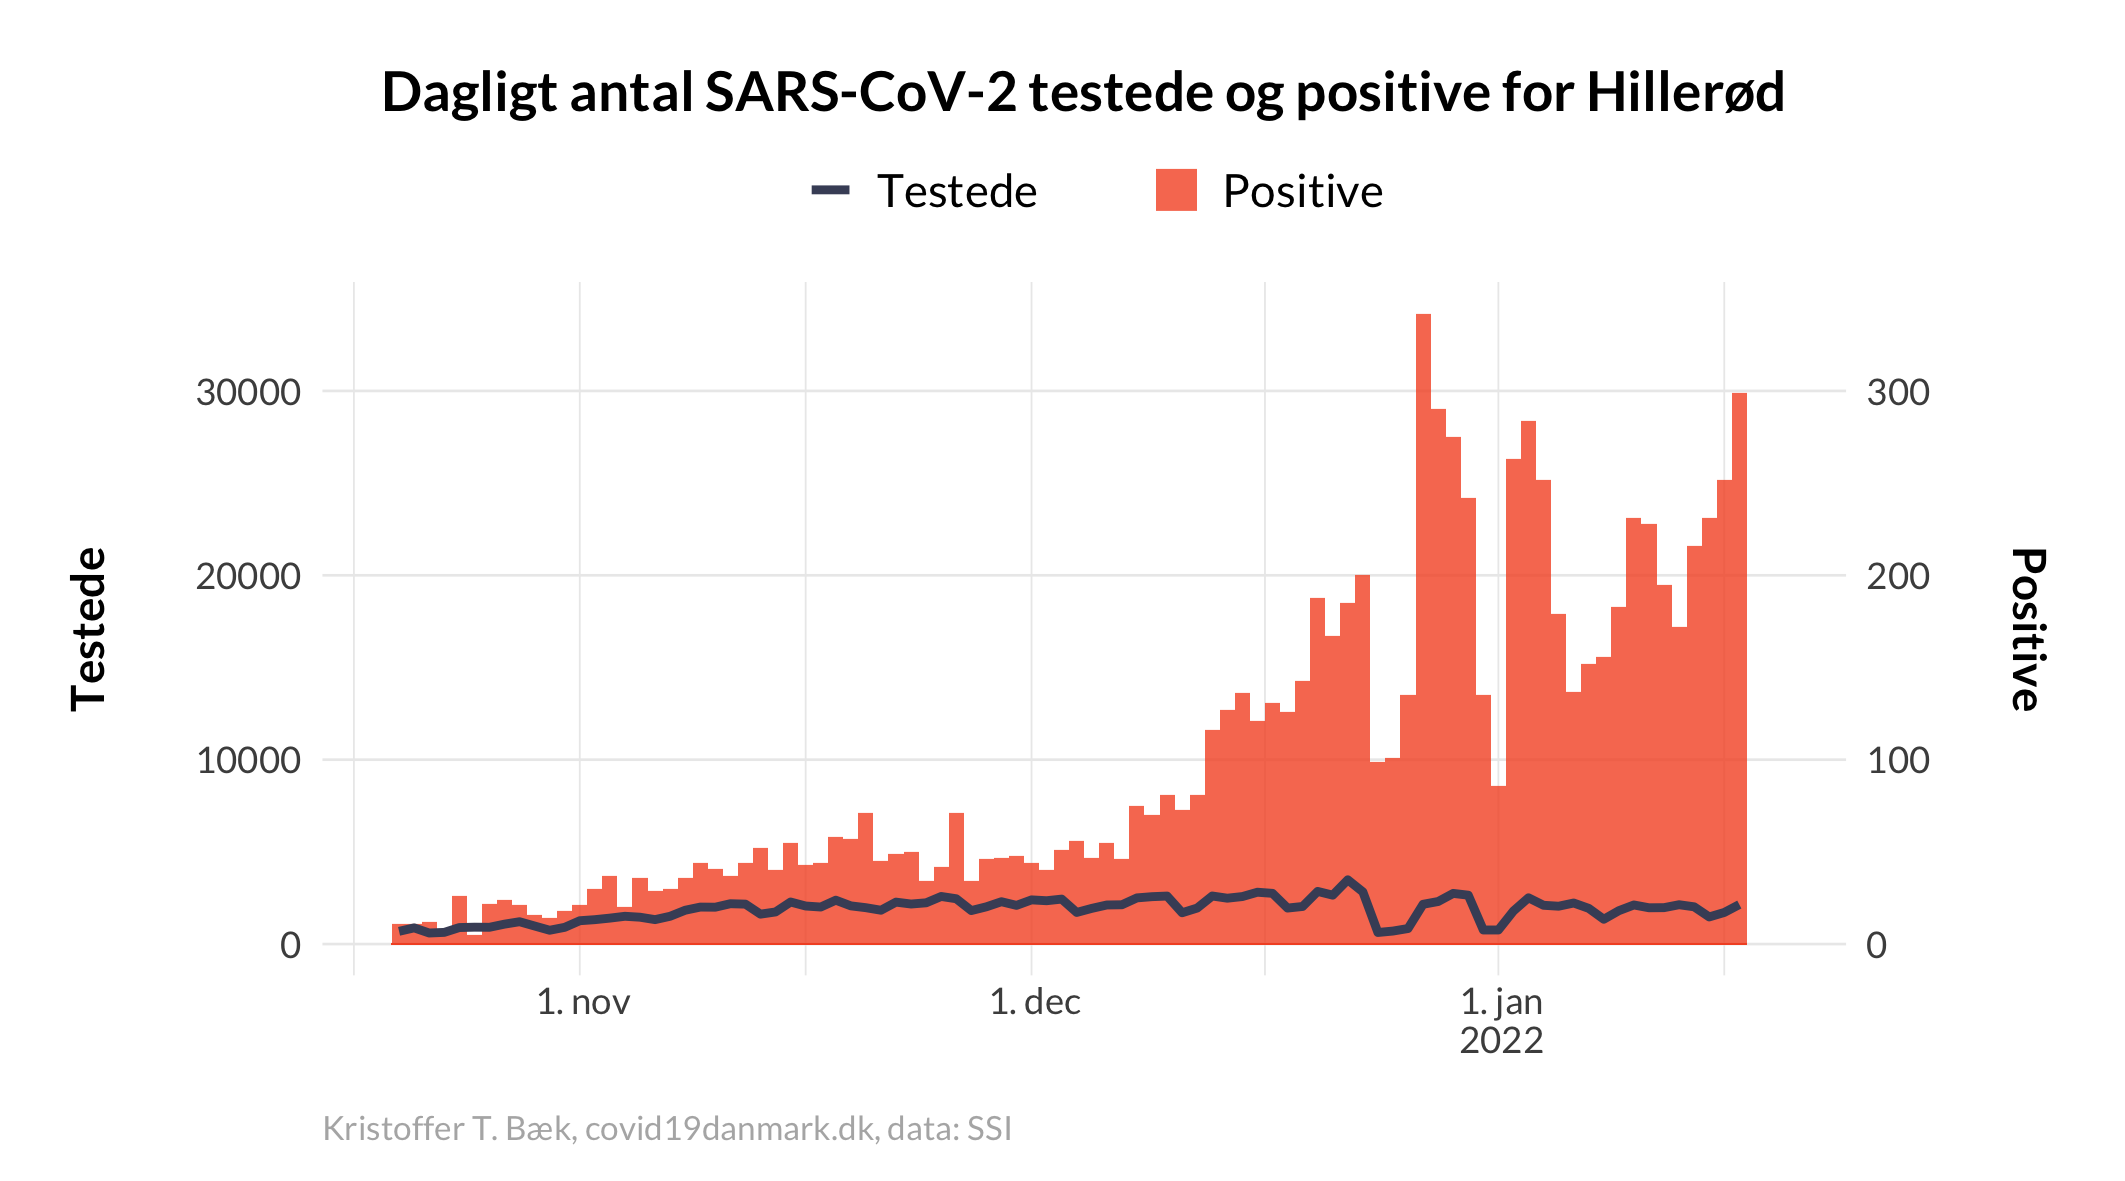 Dagligt antal SARS-CoV-2 testede og positive for Hillerød
Testede
Positive
30000
20000
10000
0
300
200
100
0
Testede
Positive
1. nov
1. dec
1. jan
2022
Kristoffer T. Bæk, covid19danmark.dk, data: SSI